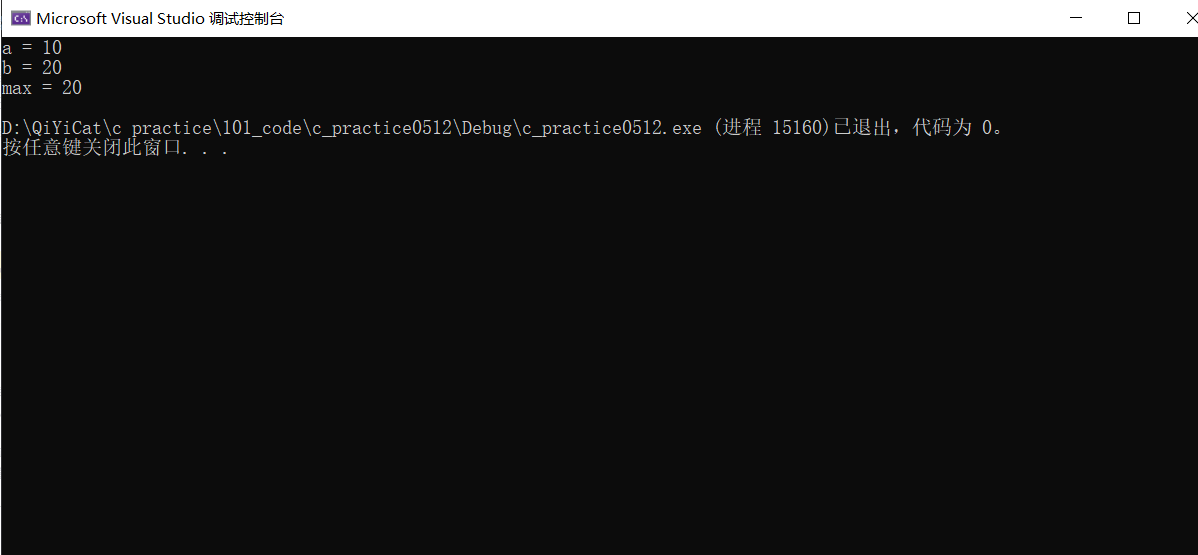 Microsoft Visual Studio 调试控制台
a = 10
b = 20
max = 20
D:\QiYiCat\c practice\101_code\c_practice0512\Debug\c_practice0512.exe (进程 15160)已退出，代码为 0。
按任意键关闭此窗口. . .